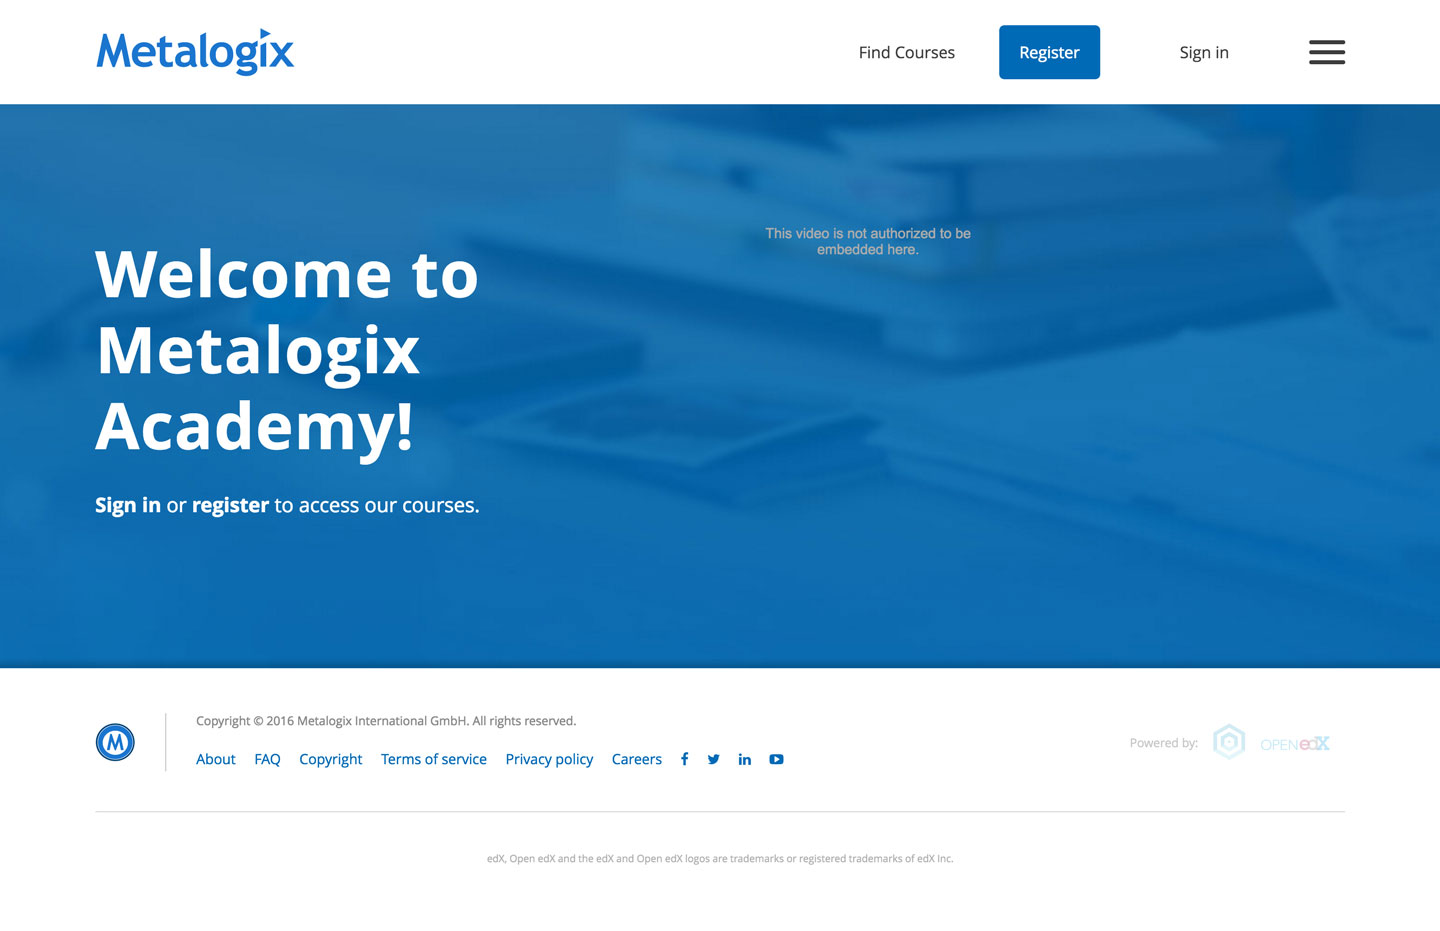 Metalogix
Find Courses
Register
Sign in
This video is not authorized to be
embedded here.
Welcome to
Metalogix
Academy!
Sign in or register to access our courses.
Copyright © 2016 Metalogix International GmbH. All rights reserved.
M
About FAQ Copyright Terms of service Privacy policy Careers
Powered by:
OPEN edX
edX, Open edX and the edX and Open edX logos are trademarks or registered trademarks of edX Inc.